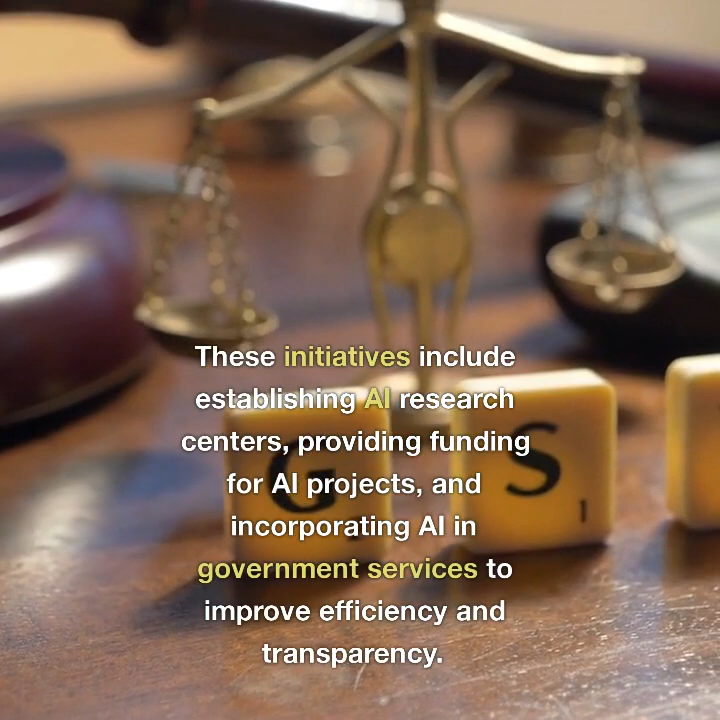 These initiatives include
establishing AI research
centers, providing funding
for AI projects, and
incorporating AI in
government services to
improve efficiency and
transparency.
G S
1